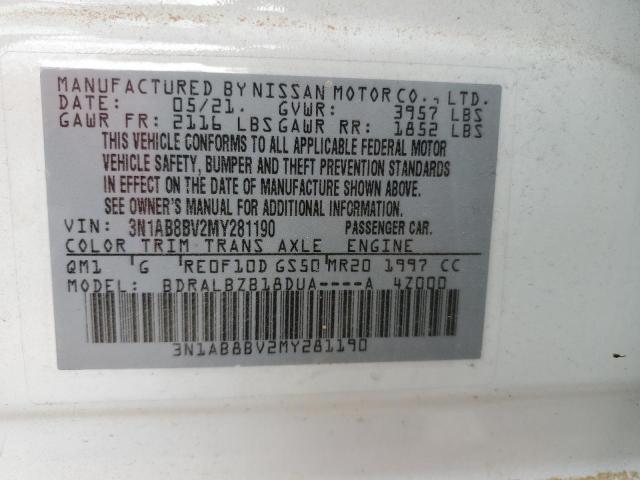 MANUFACTURED BY NISSAN MOTOR CO., LTD.
DATE: 05/21. GVWR: 3957 LBS
GAWR FR: 2116 LBS GAWR RR: 1852 LBS
THIS VEHICLE CONFORMS TO ALL APPLICABLE FEDERAL MOTOR
VEHICLE SAFETY, BUMPER AND THEFT PREVENTION STANDARDS
IN EFFECT ON THE DATE OF MANUFACTURE SHOWN ABOVE.
SEE OWNER'S MANUAL FOR ADDITIONAL INFORMATION.
VIN: 3N1AB8BV2MY281190 PASSENGER CAR.
COLOR TRIM TRANS AXLE ENGINE
QM1 G RE0F10D GS50 MR20 1997 CC
MODEL: BDRALBZB18DUA----A 4Z000
3N1AB8BV2MY281190